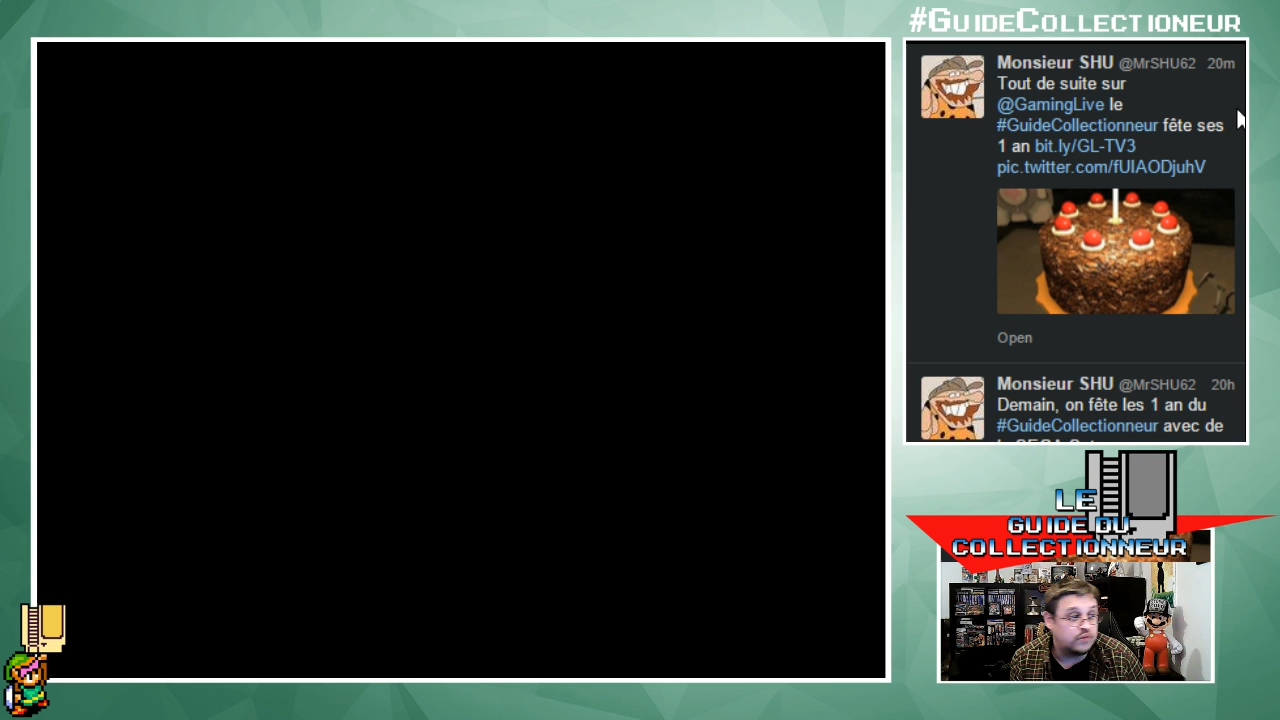 #GUIDECOLLECTIONEUR
Monsieur SHU @MrSHU62 20m
Tout de suite sur
@GamingLive le
#GuideCollectionneur fête ses
1 an bit.ly/GL-TV3
pic.twitter.com/fUIAODjuhV
Open
Monsieur SHU @MrSHU62 20h
Demain, on fête les 1 an du
#GuideCollectionneur avec de
LE
GUIDE DU
COLLECTIONNEUR